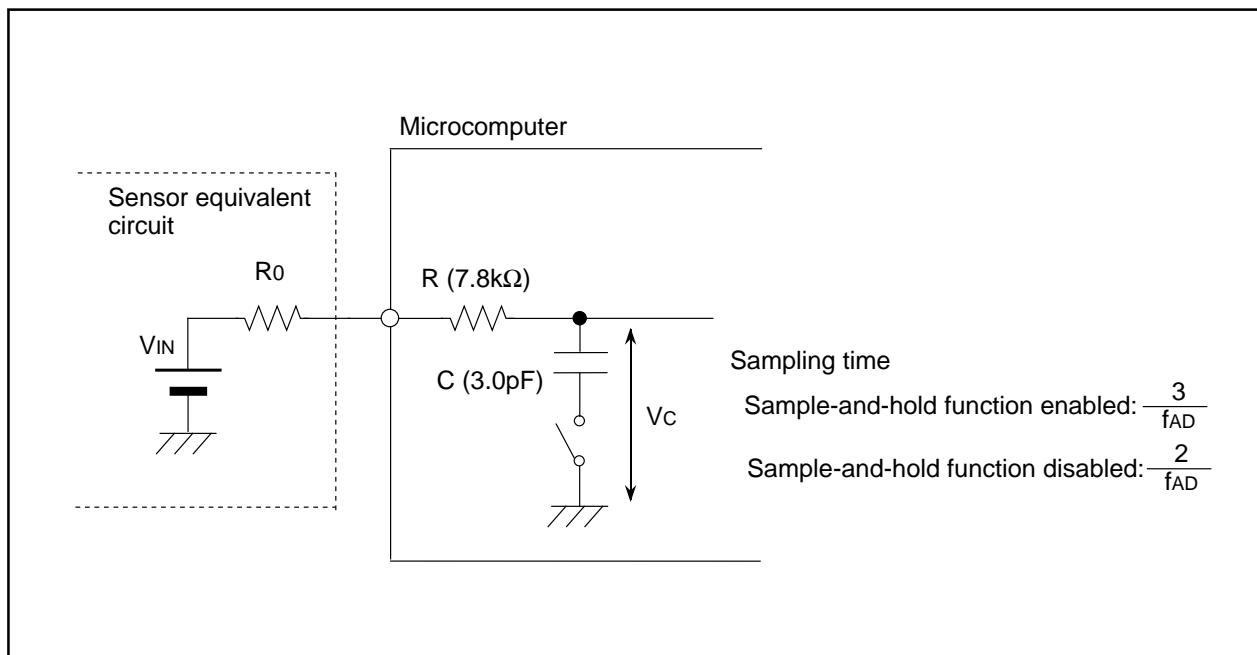 Microcomputer
Sensor equivalent
circuit
R0
R (7.8kΩ)
VIN
C (3.0pF)
VC
Sampling time
Sample-and-hold function enabled: 3/fAD
Sample-and-hold function disabled: 2/fAD